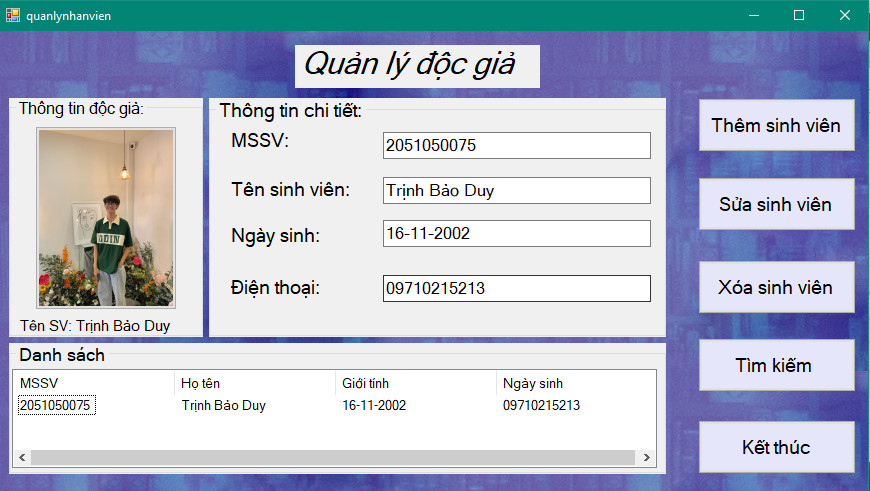 quanlynhanvien
Quản lý độc giả
Thông tin độc giả:
ODIN
Tên SV: Trịnh Bảo Duy
Thông tin chi tiết:
MSSV:
2051050075
Tên sinh viên:
Trịnh Bảo Duy
Ngày sinh:
16-11-2002
Điện thoại:
09710215213
Thêm sinh viên
Sửa sinh viên
Xóa sinh viên
Tìm kiếm
Kết thúc
Danh sách
MSSV Họ tên Giới tính Ngày sinh
2051050075 Trịnh Bảo Duy 16-11-2002 09710215213